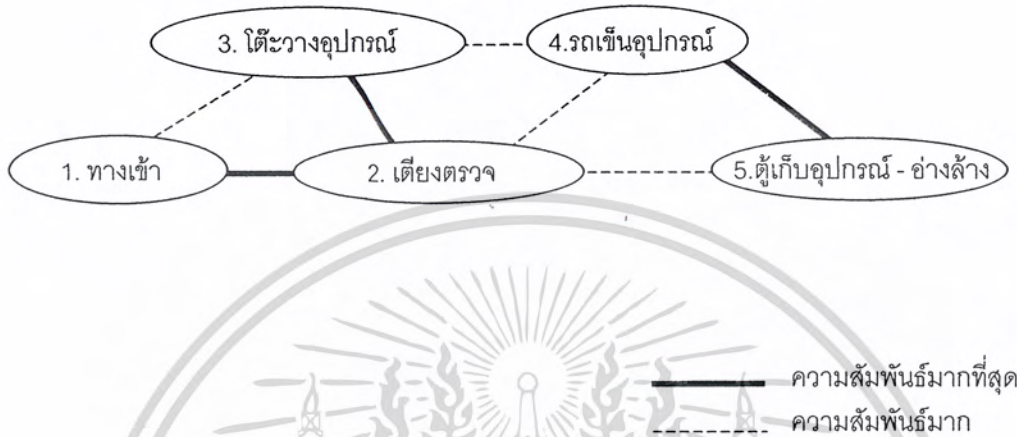 3. โต๊ะวางอุปกรณ์
4.รถเข็นอุปกรณ์
1. ทางเข้า
2. เตียงตรวจ
5.ตู้เก็บอุปกรณ์ - อ่างล้าง
ความสัมพันธ์มากที่สุด
ความสัมพันธ์มาก